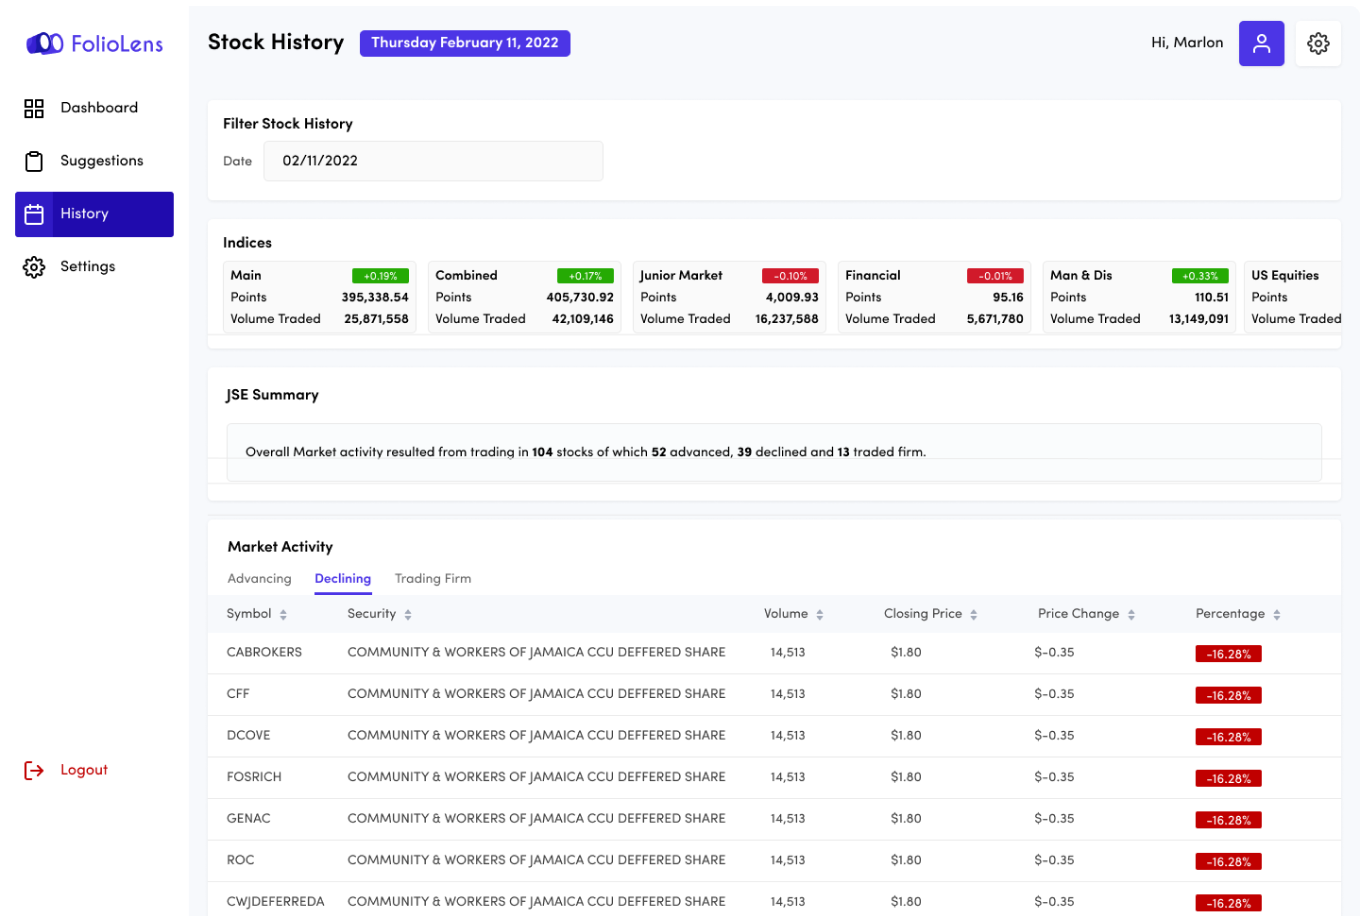 FolioLens
Stock History
Thursday February 11, 2022
Hi, Marlon
Dashboard
Suggestions
History
Settings
Logout
Filter Stock History
Date 02/11/2022
Indices
Main +0.19%
Points 395,338.54
Volume Traded 25,871,558
Combined +0.17%
Points 405,730.92
Volume Traded 42,109,146
Junior Market -0.10%
Points 4,009.93
Volume Traded 16,237,588
Financial -0.01%
Points 95.16
Volume Traded 5,671,780
Man & Dis +0.33%
Points 110.51
Volume Traded 13,149,091
US Equities
Points
Volume Traded
JSE Summary
Overall Market activity resulted from trading in 104 stocks of which 52 advanced, 39 declined and 13 traded firm.
Market Activity
Advancing Declining Trading Firm
Symbol Security Volume Closing Price Price Change Percentage
CABROKERS COMMUNITY & WORKERS OF JAMAICA CCU DEFFERED SHARE 14,513 $1.80 $-0.35 -16.28%
CFF COMMUNITY & WORKERS OF JAMAICA CCU DEFFERED SHARE 14,513 $1.80 $-0.35 -16.28%
DCOVE COMMUNITY & WORKERS OF JAMAICA CCU DEFFERED SHARE 14,513 $1.80 $-0.35 -16.28%
FOSRICH COMMUNITY & WORKERS OF JAMAICA CCU DEFFERED SHARE 14,513 $1.80 $-0.35 -16.28%
GENAC COMMUNITY & WORKERS OF JAMAICA CCU DEFFERED SHARE 14,513 $1.80 $-0.35 -16.28%
ROC COMMUNITY & WORKERS OF JAMAICA CCU DEFFERED SHARE 14,513 $1.80 $-0.35 -16.28%
CWJDEFERREDA COMMUNITY & WORKERS OF JAMAICA CCU DEFFERED SHARE 14,513 $1.80 $-0.35 -16.28%